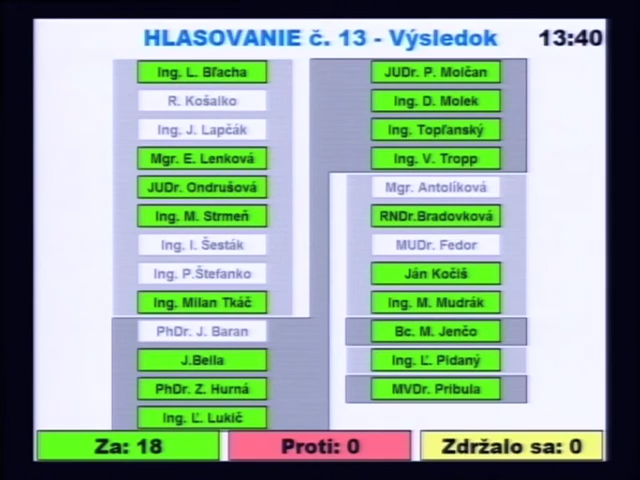 HLASOVANIE č. 13 - Výsledok 13:40
Ing. L. Bľacha
R. Košalko
Ing. J. Lapčák
Mgr. E. Lenková
JUDr. Ondrušová
Ing. M. Strmeň
Ing. I. Šesták
Ing. P.Štefanko
Ing. Milan Tkáč
PhDr. J. Baran
J.Bella
PhDr. Z. Hurná
Ing. Ľ. Lukič
JUDr. P. Molčan
Ing. D. Molek
Ing. Topľanský
Ing. V. Tropp
Mgr. Antolíková
RNDr.Bradovková
MUDr. Fedor
Ján Kočiš
Ing. M. Mudrák
Bc. M. Jenčo
Ing. Ľ. Pidaný
MVDr. Pribula
Za: 18
Proti: 0
Zdržalo sa: 0